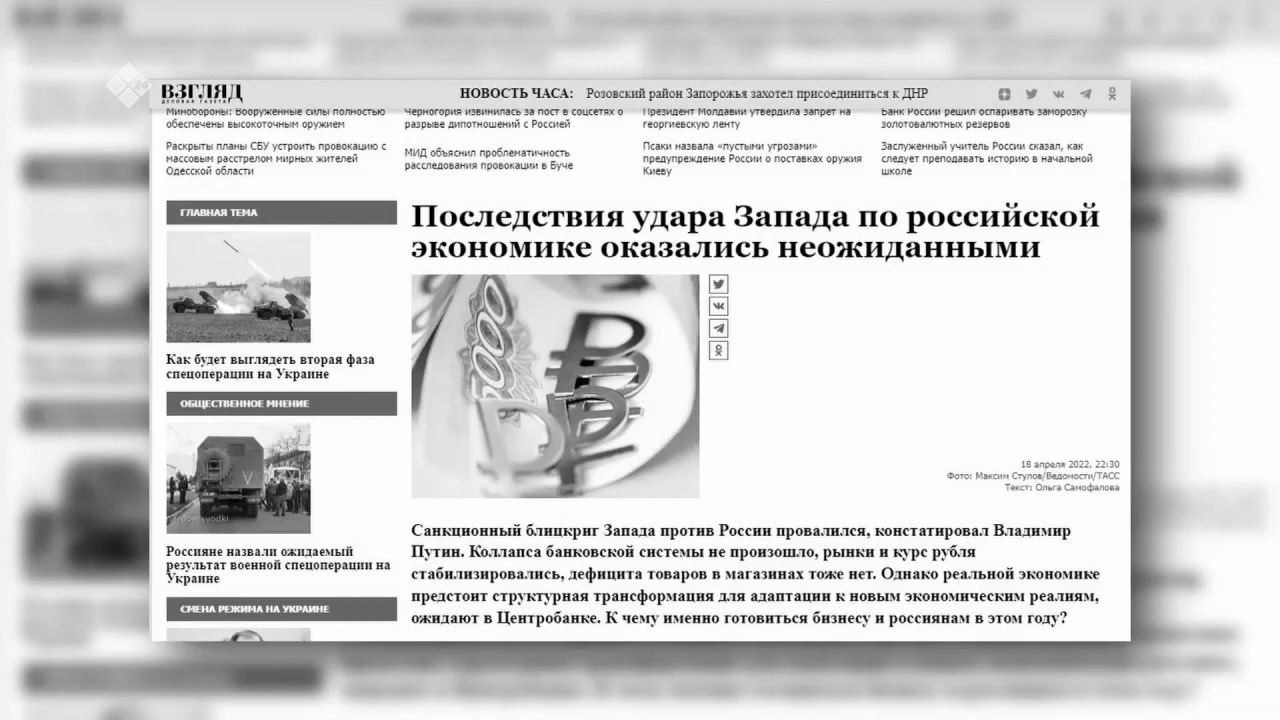 ВЗГЛЯД
ДЕЛОВАЯ ГАЗЕТА
НОВОСТЬ ЧАСА: Розовский район Запорожья захотел присоединиться к ДНР
Минобороны: Вооруженные силы полностью
обеспечены высокоточным оружием
Раскрыты планы СБУ устроить провокацию с
массовым расстрелом мирных жителей
Одесской области
Черногория извинилась за пост в соцсетях о
разрыве дипотношений с Россией
МИД объяснил проблематичность
расследования провокации в Буче
Президент Молдавии утвердила запрет на
георгиевскую ленту
Псаки назвала «пустыми угрозами»
предупреждение России о поставках оружия
Киеву
Банк России решил оспаривать заморозку
золотовалютных резервов
Заслуженный учитель России сказал, как
следует преподавать историю в начальной
школе
ГЛАВНАЯ ТЕМА
Как будет выглядеть вторая фаза
спецоперации на Украине
ОБЩЕСТВЕННОЕ МНЕНИЕ
Россияне назвали ожидаемый
результат военной спецоперации на
Украине
СМЕНА РЕЖИМА НА УКРАИНЕ
Последствия удара Запада по российской
экономике оказались неожиданными
18 апреля 2022, 22:30
Фото: Максим Стулов/Ведомости/ТАСС
Текст: Ольга Самофалова
Санкционный блицкриг Запада против России провалился, констатировал Владимир
Путин. Коллапса банковской системы не произошло, рынки и курс рубля
стабилизировались, дефицита товаров в магазинах тоже нет. Однако реальной экономике
предстоит структурная трансформация для адаптации к новым экономическим реалиям,
ожидают в Центробанке. К чему именно готовиться бизнесу и россиянам в этом году?